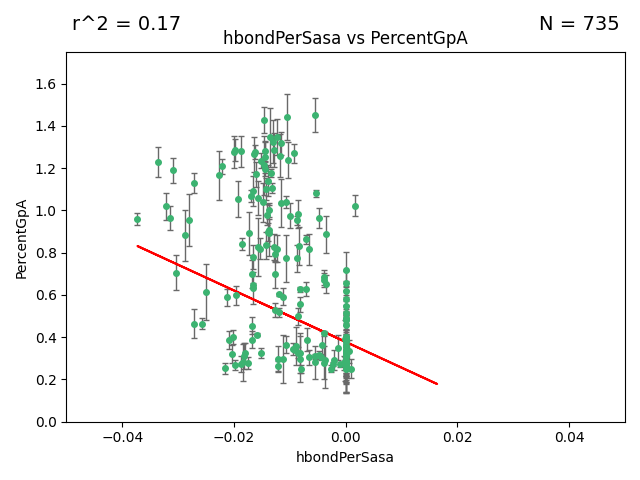 r^2 = 0.17
N = 735
hbondPerSasa vs PercentGpA
1.6
1.4
1.2
1.0
0.8
0.6
0.4
0.2
0.0
PercentGpA
−0.04
−0.02
0.00
0.02
0.04
hbondPerSasa